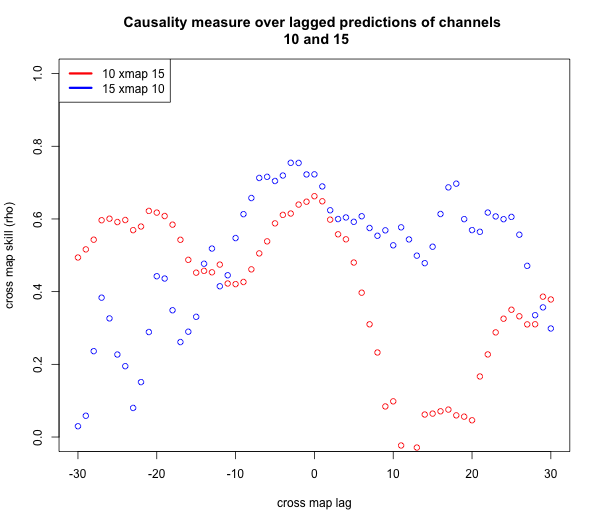 Causality measure over lagged predictions of channels
10 and 15
10 xmap 15
15 xmap 10
cross map skill (rho)
1.0
0.8
0.6
0.4
0.2
0.0
-30
-20
-10
0
10
20
30
cross map lag